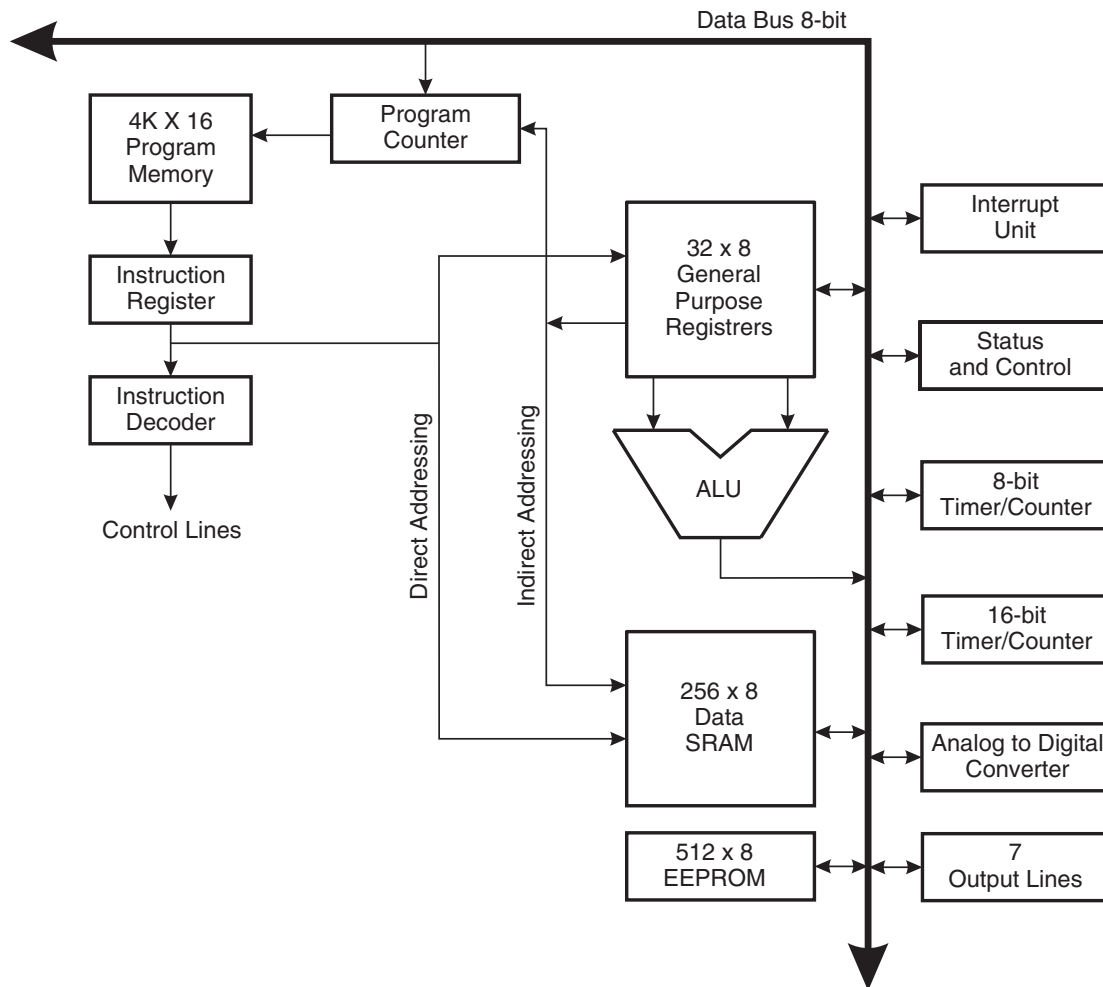 Data Bus 8-bit
4K X 16
Program
Memory
Program
Counter
Interrupt
Unit
32 x 8
General
Purpose
Registrers
Instruction
Register
Status
and Control
Instruction
Decoder
Direct Addressing
Indirect Addressing
ALU
8-bit
Timer/Counter
Control Lines
16-bit
Timer/Counter
256 x 8
Data
SRAM
Analog to Digital
Converter
512 x 8
EEPROM
7
Output Lines